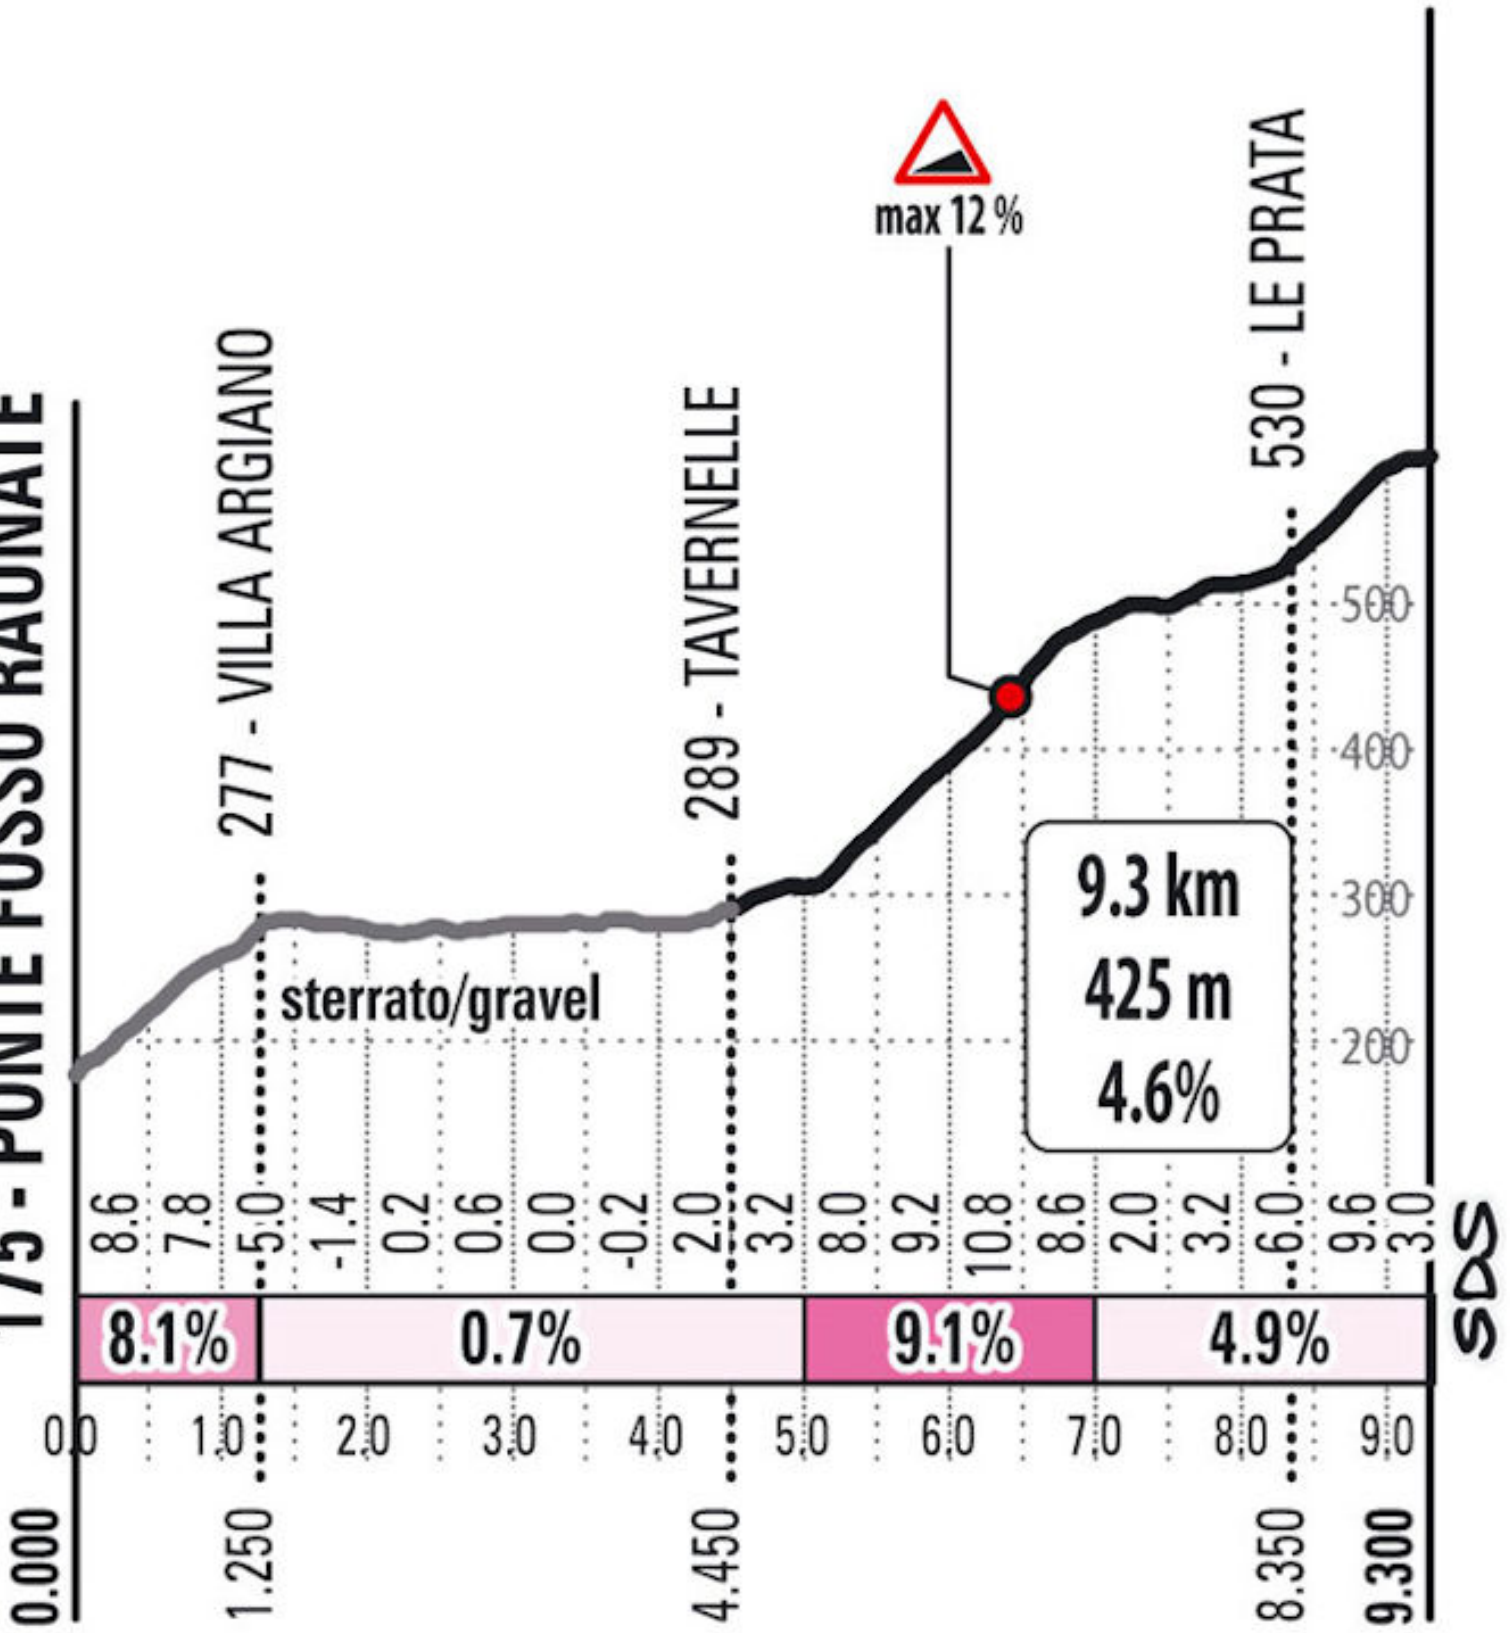 175 - PONTE FOSSO RAUNATE
277 - VILLA ARGIANO
289 - TAVERNELLE
max 12 %
530 - LE PRATA
500
400
300
200
sterrato/gravel
9.3 km
425 m
4.6%
8.6 7.8 5.0 -1.4 0.2 0.6 0.0 -0.2 2.0 3.2 8.0 9.2 10.8 8.6 2.0 3.2 6.0 9.6 3.0
8.1% 0.7% 9.1% 4.9%
SDS
0.0 1.0 2.0 3.0 4.0 5.0 6.0 7.0 8.0 9.0
0.000 1.250 4.450 8.350 9.300